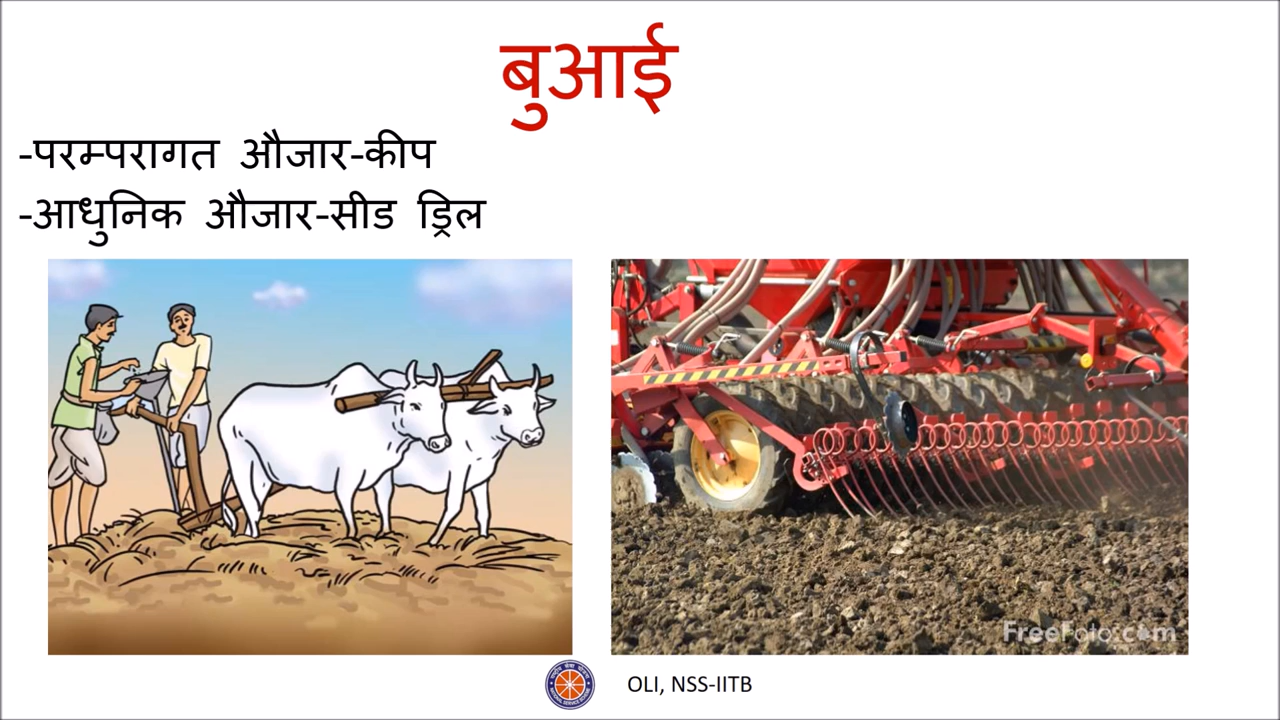 बुआई
-परम्परागत औजार-कीप
-आधुनिक औजार-सीड ड्रिल
FreeFoto.com
OLI, NSS-IITB